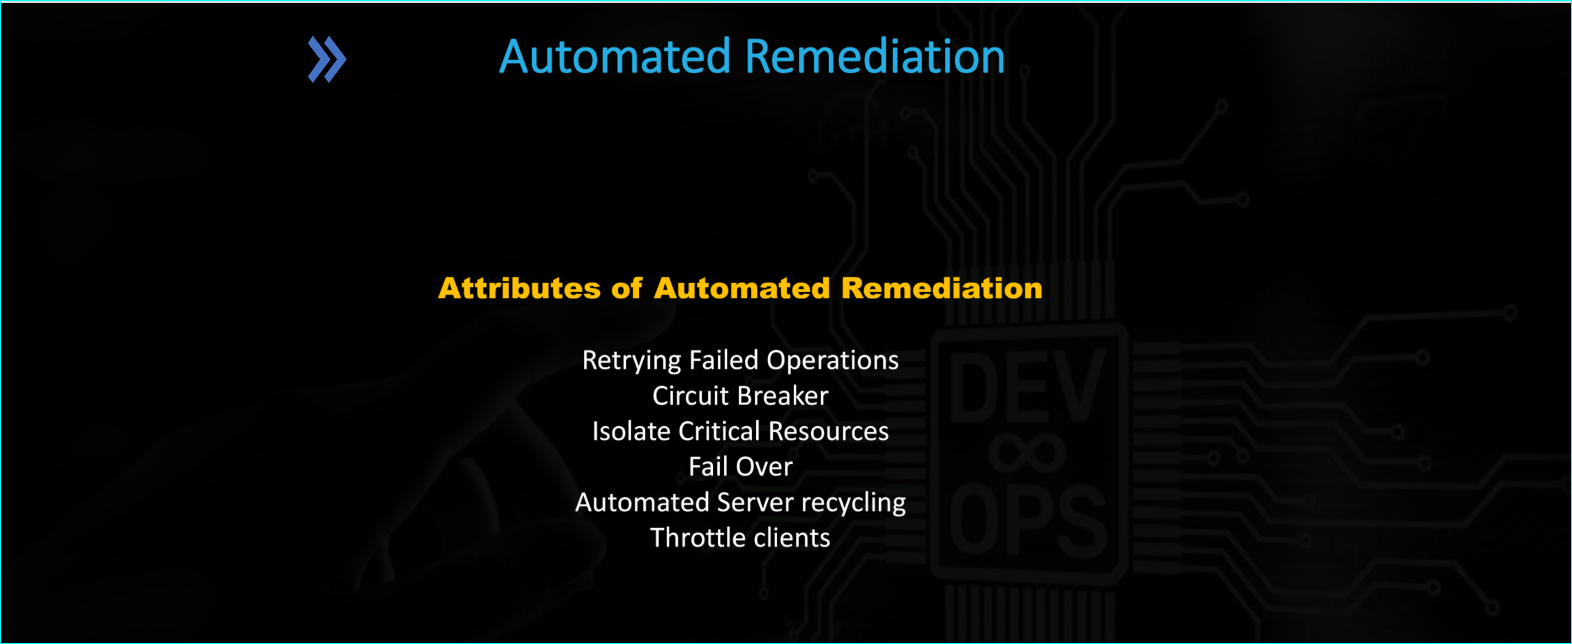 Automated Remediation
Attributes of Automated Remediation
Retrying Failed Operations
Circuit Breaker
Isolate Critical Resources
Fail Over
Automated Server recycling
Throttle clients
DEV
OPS